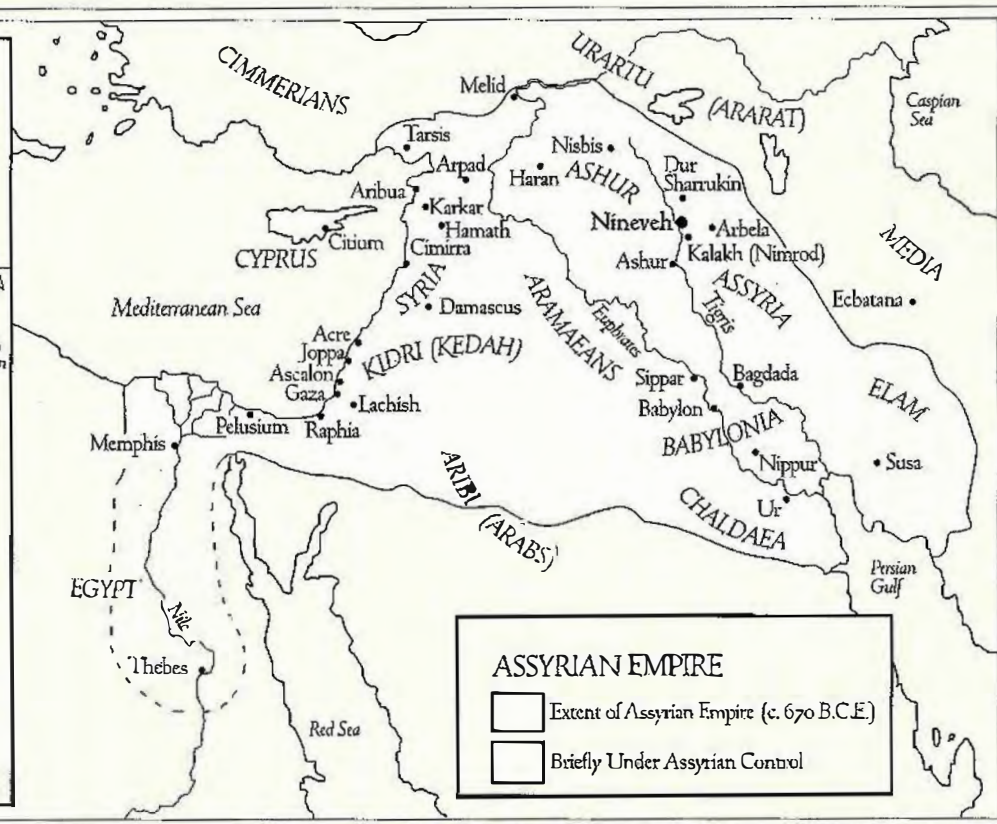 CIMMERIANS
URARTU
(ARARAT)
Caspian
Sea
Melid
Tarsis
Nisbis
Arpad
Haran
ASHUR
Dur
Sharrukin
Aribua
Karkar
Nineveh
Arbela
Hamath
Citium
Kalakh (Nimrod)
CYPRUS
Cimirra
Ashur
MEDIA
SYRIA
ASSYRIA
Ecbatana
Mediterranean Sea
Damascus
ARAMAEANS
Euphrates
Tigris
Acre
Joppa
KIDRI (KEDAH)
Ascalon
Gaza
Sippar
Bagdada
ELAM
Lachish
Babylon
Pelusium
Raphia
BABYLONIA
Memphis
Nippur
Susa
ARIBI
(ARABS)
Ur
CHALDAEA
Persian
Gulf
EGYPT
Nile
Thebes
Red Sea
ASSYRIAN EMPIRE
Extent of Assyrian Empire (c. 670 B.C.E.)
Briefly Under Assyrian Control